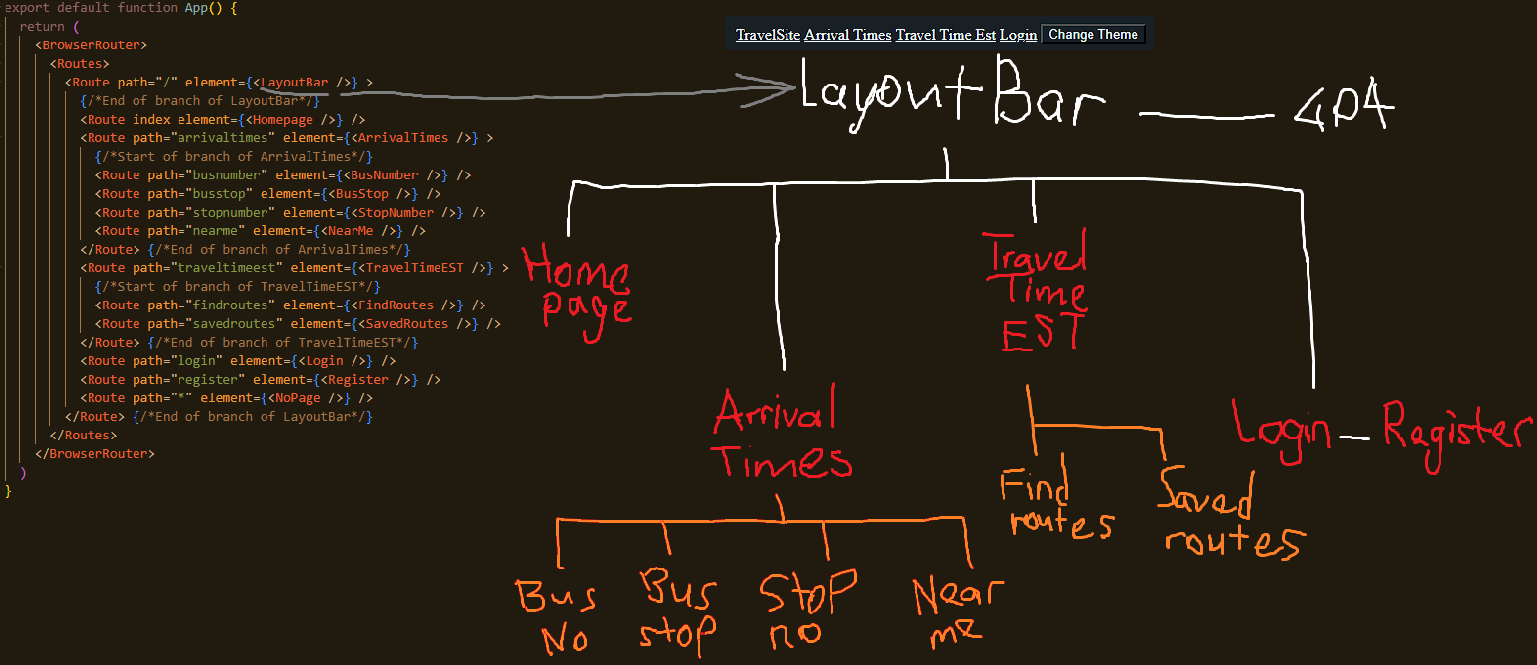 export default function App() {
return (
<BrowserRouter>
<Routes>
<Route path="/" element={<LayoutBar />} >
{/*End of branch of LayoutBar*/}
<Route index element={<Homepage />} />
<Route path="arrivaltimes" element={<ArrivalTimes />} >
{/*Start of branch of ArrivalTimes*/}
<Route path="busnumber" element={<BusNumber />} />
<Route path="busstop" element={<BusStop />} />
<Route path="stopnumber" element={<StopNumber />} />
<Route path="nearme" element={<NearMe />} />
</Route> {/*End of branch of ArrivalTimes*/}
<Route path="traveltimeest" element={<TravelTimeEST />} >
{/*Start of branch of TravelTimeEST*/}
<Route path="findroutes" element={<FindRoutes />} />
<Route path="savedroutes" element={<SavedRoutes />} />
</Route> {/*End of branch of TravelTimeEST*/}
<Route path="login" element={<Login />} />
<Route path="register" element={<Register />} />
<Route path="*" element={<NoPage />} />
</Route> {/*End of branch of LayoutBar*/}
</Routes>
</BrowserRouter>
)
}
TravelSite Arrival Times Travel Time Est Login Change Theme
LayoutBar 404
Home
page
Travel
Time
EST
Arrival
Times
Login Ragister
Find
routes
Saved
routes
Bus
No
Bus
stop
Stop
no
Near
me